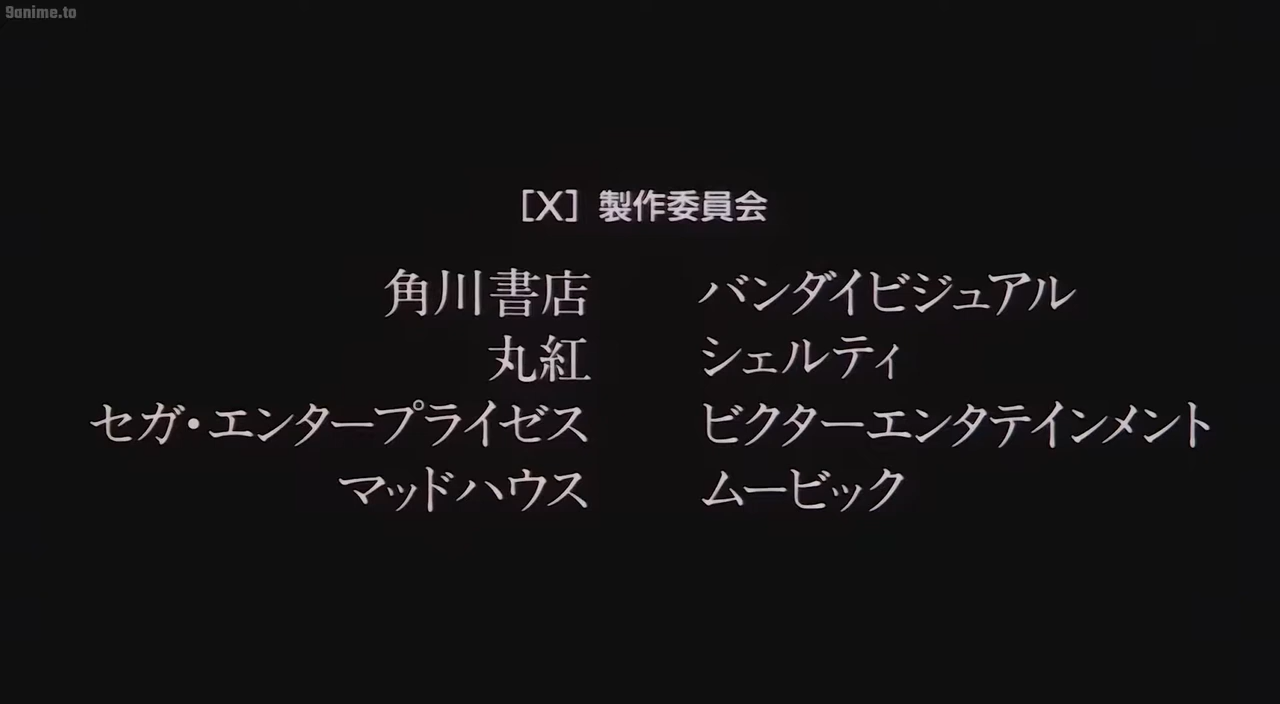 9anime.to
[X] 製作委員会
角川書店 バンダイビジュアル
丸紅 シェルティ
セガ・エンタープライゼス ビクターエンタテインメント
マッドハウス ムービック